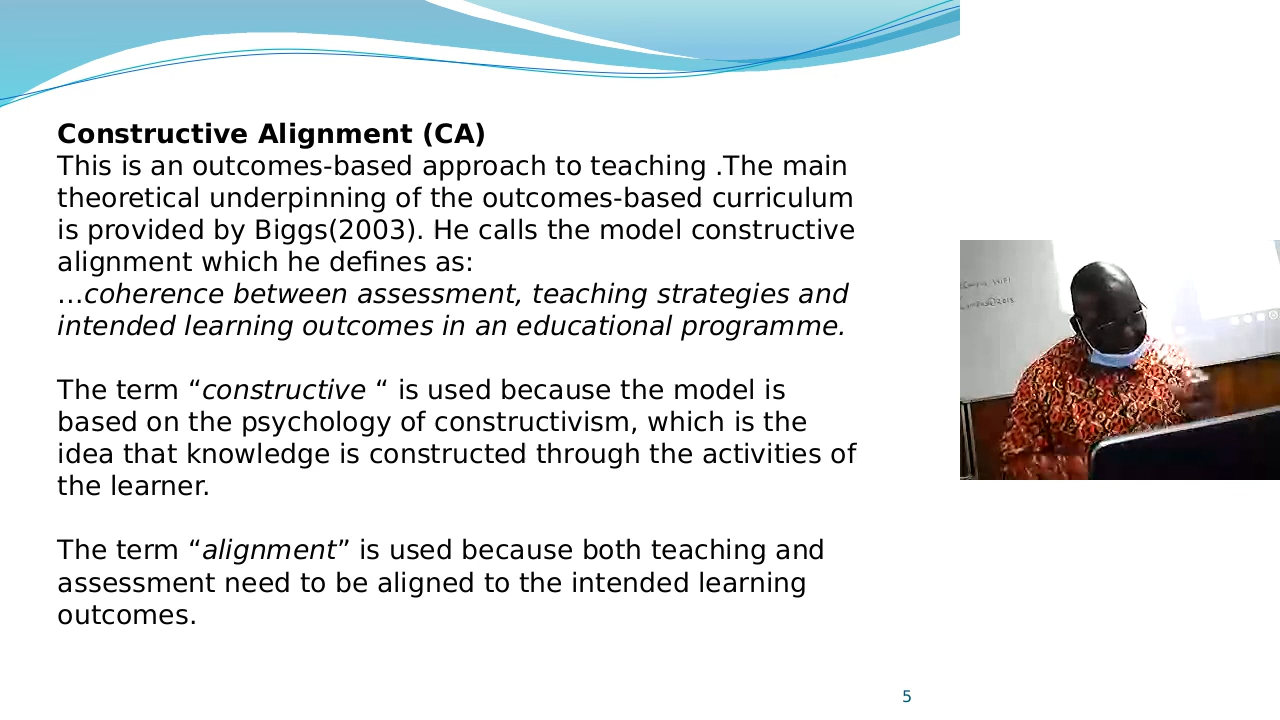 Constructive Alignment (CA)
This is an outcomes-based approach to teaching .The main
theoretical underpinning of the outcomes-based curriculum
is provided by Biggs(2003). He calls the model constructive
alignment which he defines as:
…coherence between assessment, teaching strategies and
intended learning outcomes in an educational programme.
The term “constructive “ is used because the model is
based on the psychology of constructivism, which is the
idea that knowledge is constructed through the activities of
the learner.
The term “alignment” is used because both teaching and
assessment need to be aligned to the intended learning
outcomes.
5